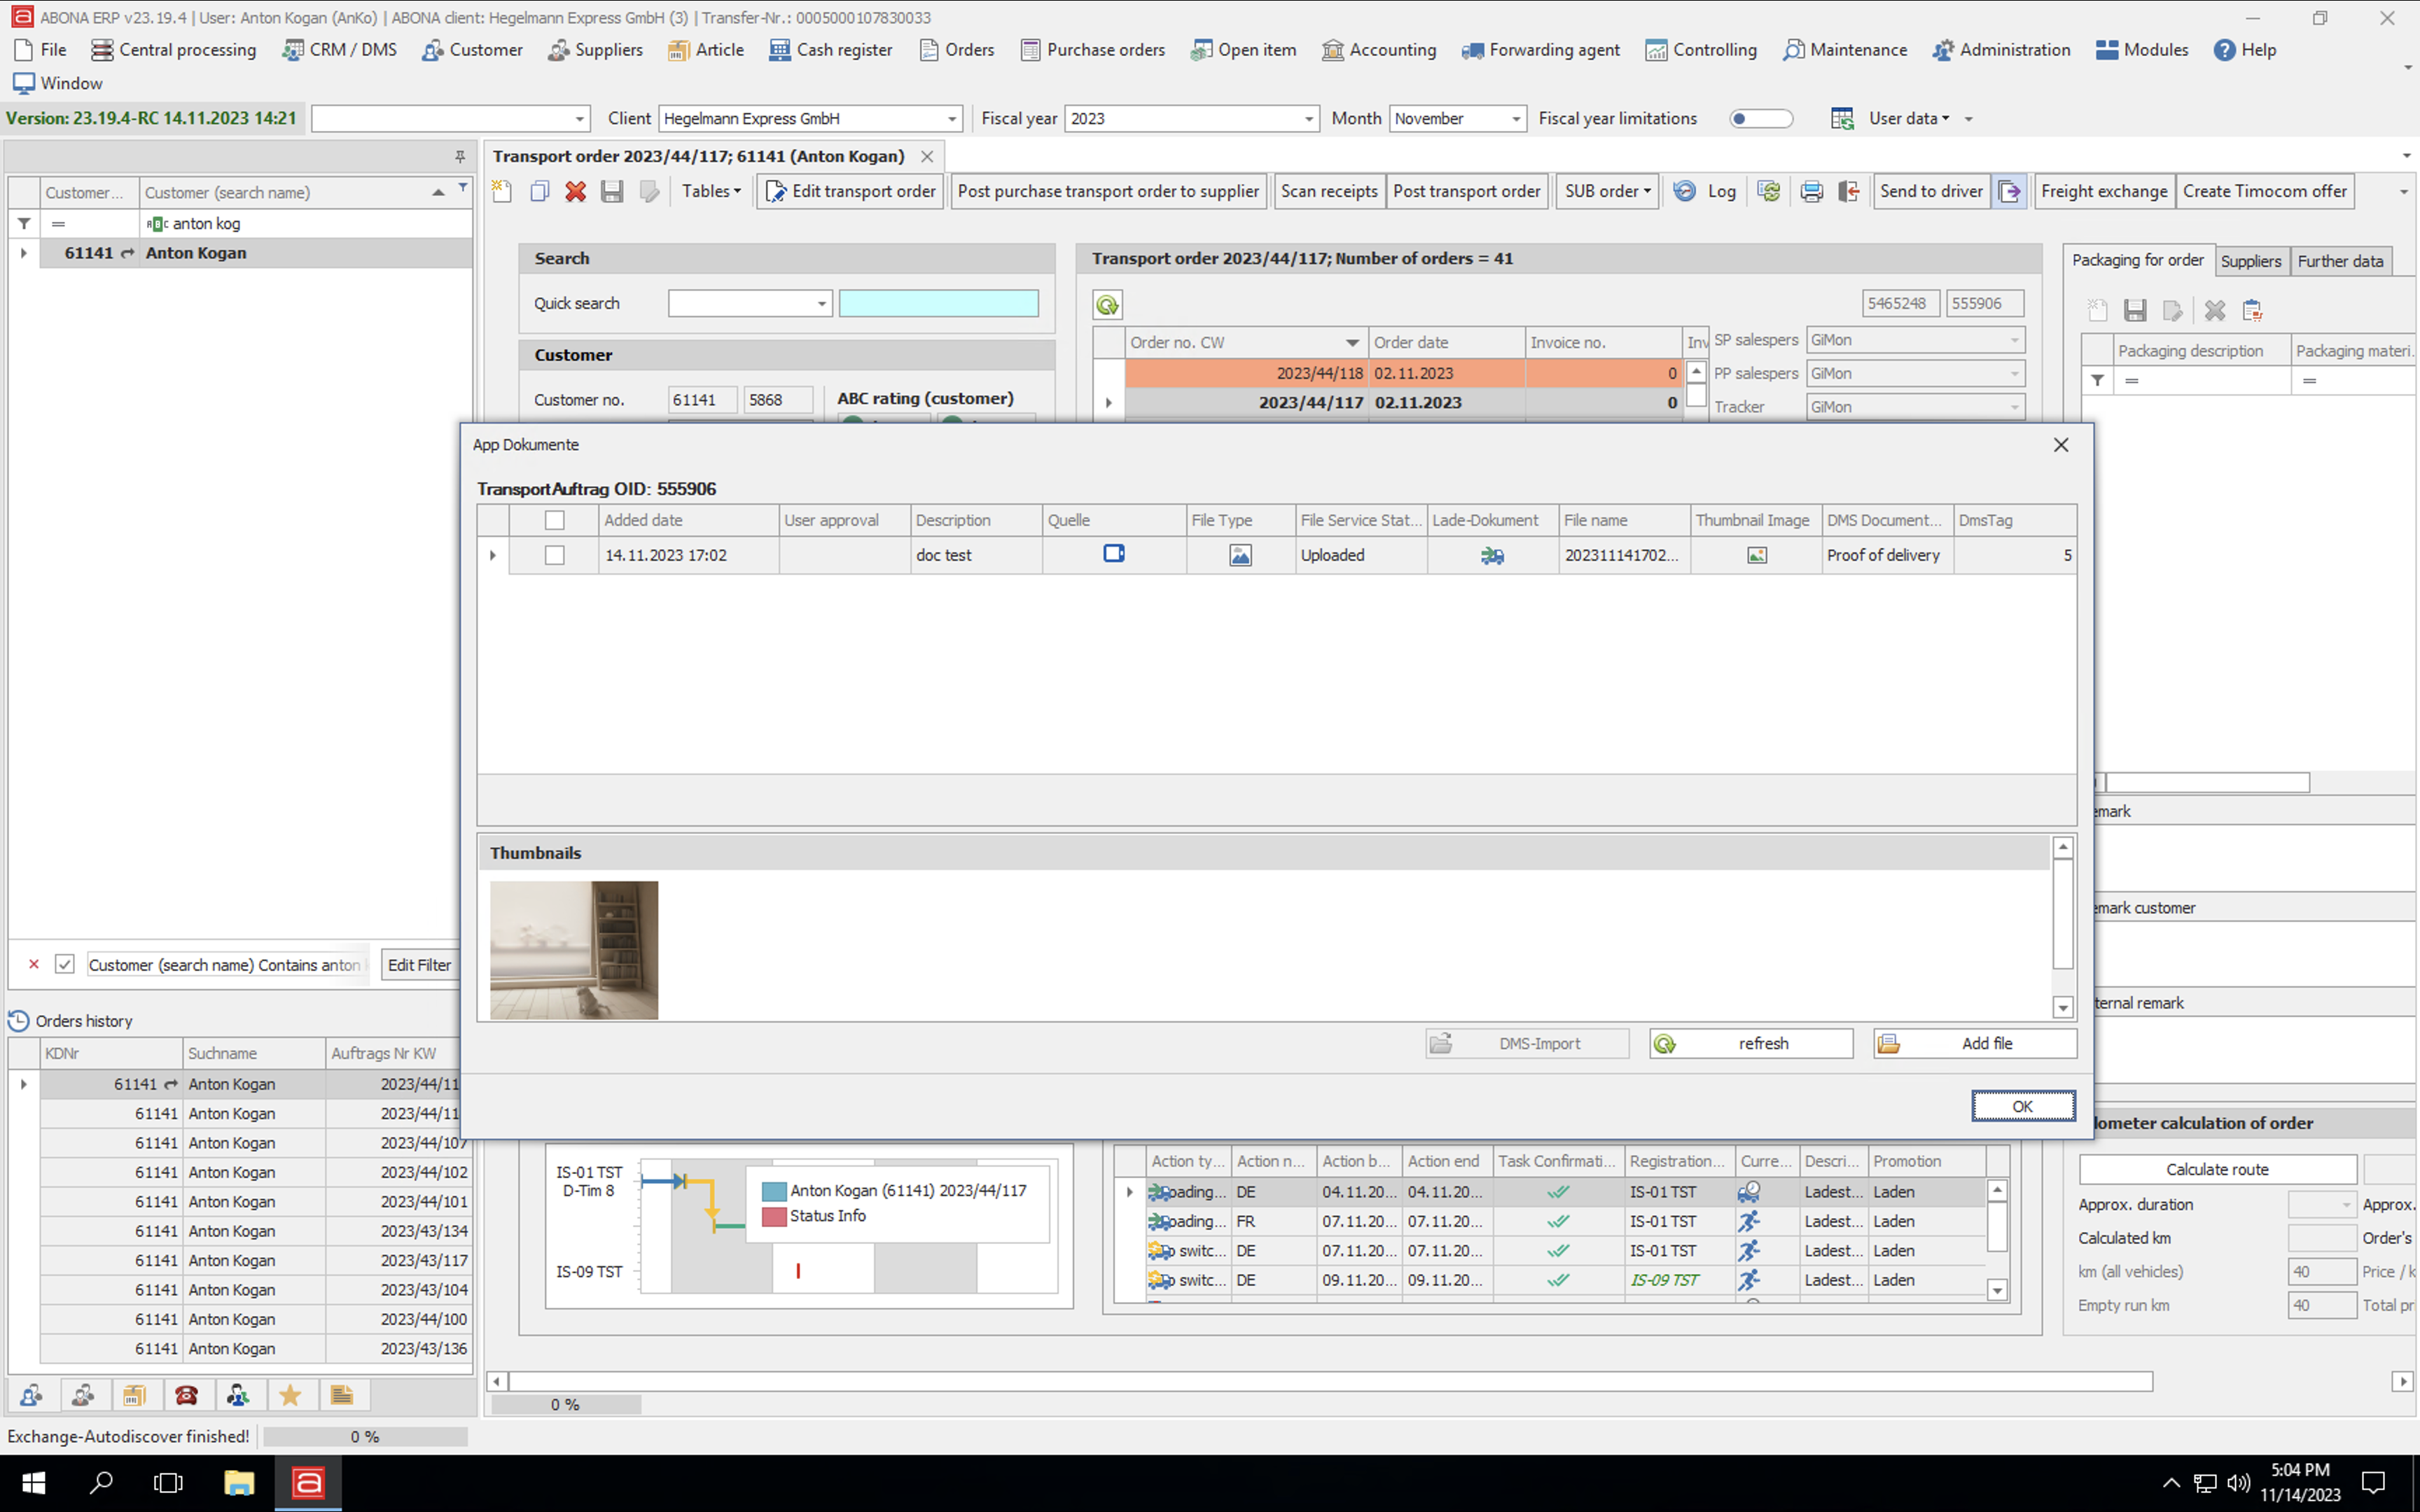 ABONA ERP v23.19.4 | User: Anton Kogan (AnKo) | ABONA client: Hegelmann Express GmbH (3) | Transfer-Nr.: 0005000107830033
File Central processing CRM / DMS Customer Suppliers Article Cash register Orders Purchase orders Open item Accounting Forwarding agent Controlling Maintenance Administration Modules Help
Window
Version: 23.19.4-RC 14.11.2023 14:21 Client Hegelmann Express GmbH Fiscal year 2023 Month November Fiscal year limitations User data
Transport order 2023/44/117; 61141 (Anton Kogan)
Tables Edit transport order Post purchase transport order to supplier Scan receipts Post transport order SUB order Log Send to driver Freight exchange Create Timocom offer
Customer... Customer (search name)
= anton kog
61141 Anton Kogan
Search
Quick search
Customer
Customer no. 61141 5868 ABC rating (customer)
Transport order 2023/44/117; Number of orders = 41
5465248 555906
Order no. CW Order date Invoice no. Inv
2023/44/118 02.11.2023 0
2023/44/117 02.11.2023 0
SP salespers GiMon
PP salespers GiMon
Tracker GiMon
Packaging for order Suppliers Further data
Packaging description Packaging materi...
= =
App Dokumente
TransportAuftrag OID: 555906
Added date User approval Description Quelle File Type File Service Stat... Lade-Dokument File name Thumbnail Image DMS Document... DmsTag
14.11.2023 17:02 doc test Uploaded 202311141702... Proof of delivery 5
Thumbnails
DMS-Import refresh Add file
OK
emark
emark customer
ternal remark
Customer (search name) Contains anton Edit Filter
Orders history
KDNr Suchname Auftrags Nr KW
61141 Anton Kogan 2023/44/11
61141 Anton Kogan 2023/44/11
61141 Anton Kogan 2023/44/107
61141 Anton Kogan 2023/44/102
61141 Anton Kogan 2023/44/101
61141 Anton Kogan 2023/43/134
61141 Anton Kogan 2023/43/117
61141 Anton Kogan 2023/44/104
61141 Anton Kogan 2023/44/100
61141 Anton Kogan 2023/43/136
IS-01 TST
D-Tim 8
IS-09 TST
Anton Kogan (61141) 2023/44/117
Status Info
Action ty... Action n... Action b... Action end Task Confirmati... Registration... Curre... Descri... Promotion
oading... DE 04.11.20... 04.11.20... IS-01 TST Ladest... Laden
oading... FR 07.11.20... 07.11.20... IS-01 TST Ladest... Laden
p switc... DE 07.11.20... 07.11.20... IS-01 TST Ladest... Laden
p switc... DE 09.11.20... 09.11.20... IS-09 TST Ladest... Laden
lometer calculation of order
Calculate route
Approx. duration Approx.
Calculated km Order's
km (all vehicles) 40 Price / k
Empty run km 40 Total pr
0 %
Exchange-Autodiscover finished! 0 %
5:04 PM
11/14/2023